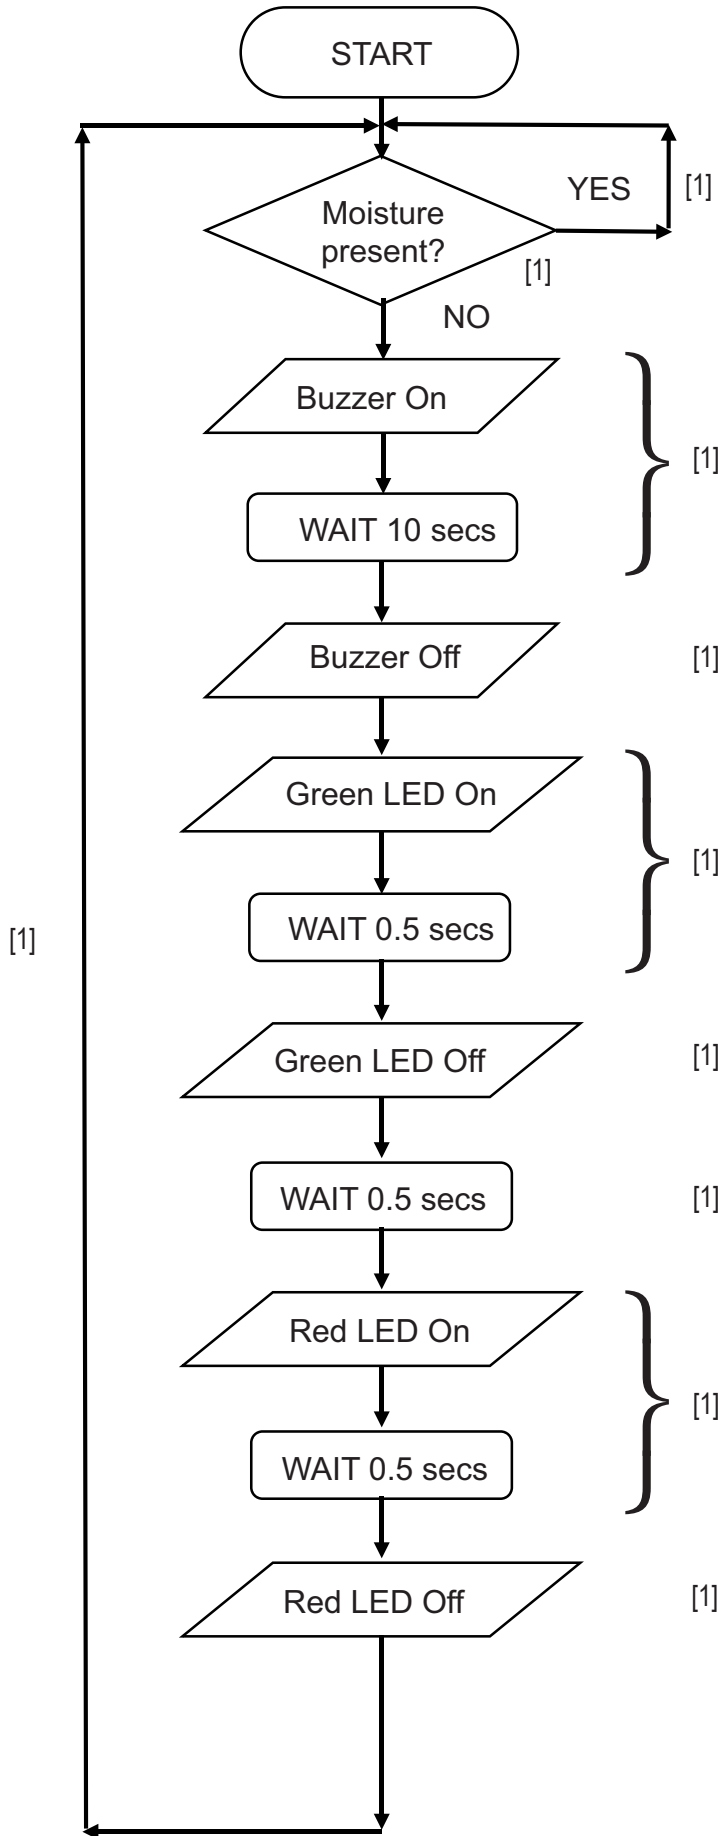 START
YES
[1]
Moisture
present?
[1]
NO
Buzzer On
[1]
WAIT 10 secs
Buzzer Off
[1]
Green LED On
[1]
WAIT 0.5 secs
[1]
Green LED Off
[1]
WAIT 0.5 secs
[1]
Red LED On
[1]
WAIT 0.5 secs
Red LED Off
[1]